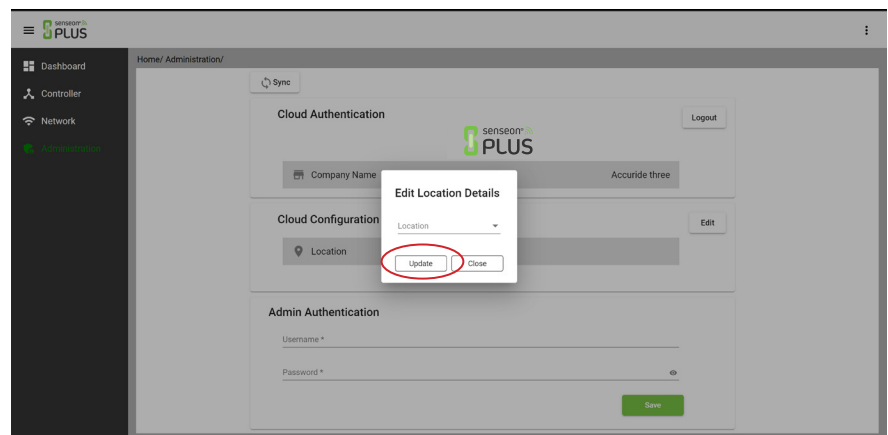 senseon
PLUS
Home/ Administration/
Dashboard
Controller
Network
Administration
Sync
Cloud Authentication
Logout
senseon
PLUS
Company Name
Accuride three
Edit Location Details
Cloud Configuration
Edit
Location
Location
Update
Close
Admin Authentication
Username *
Password *
Save